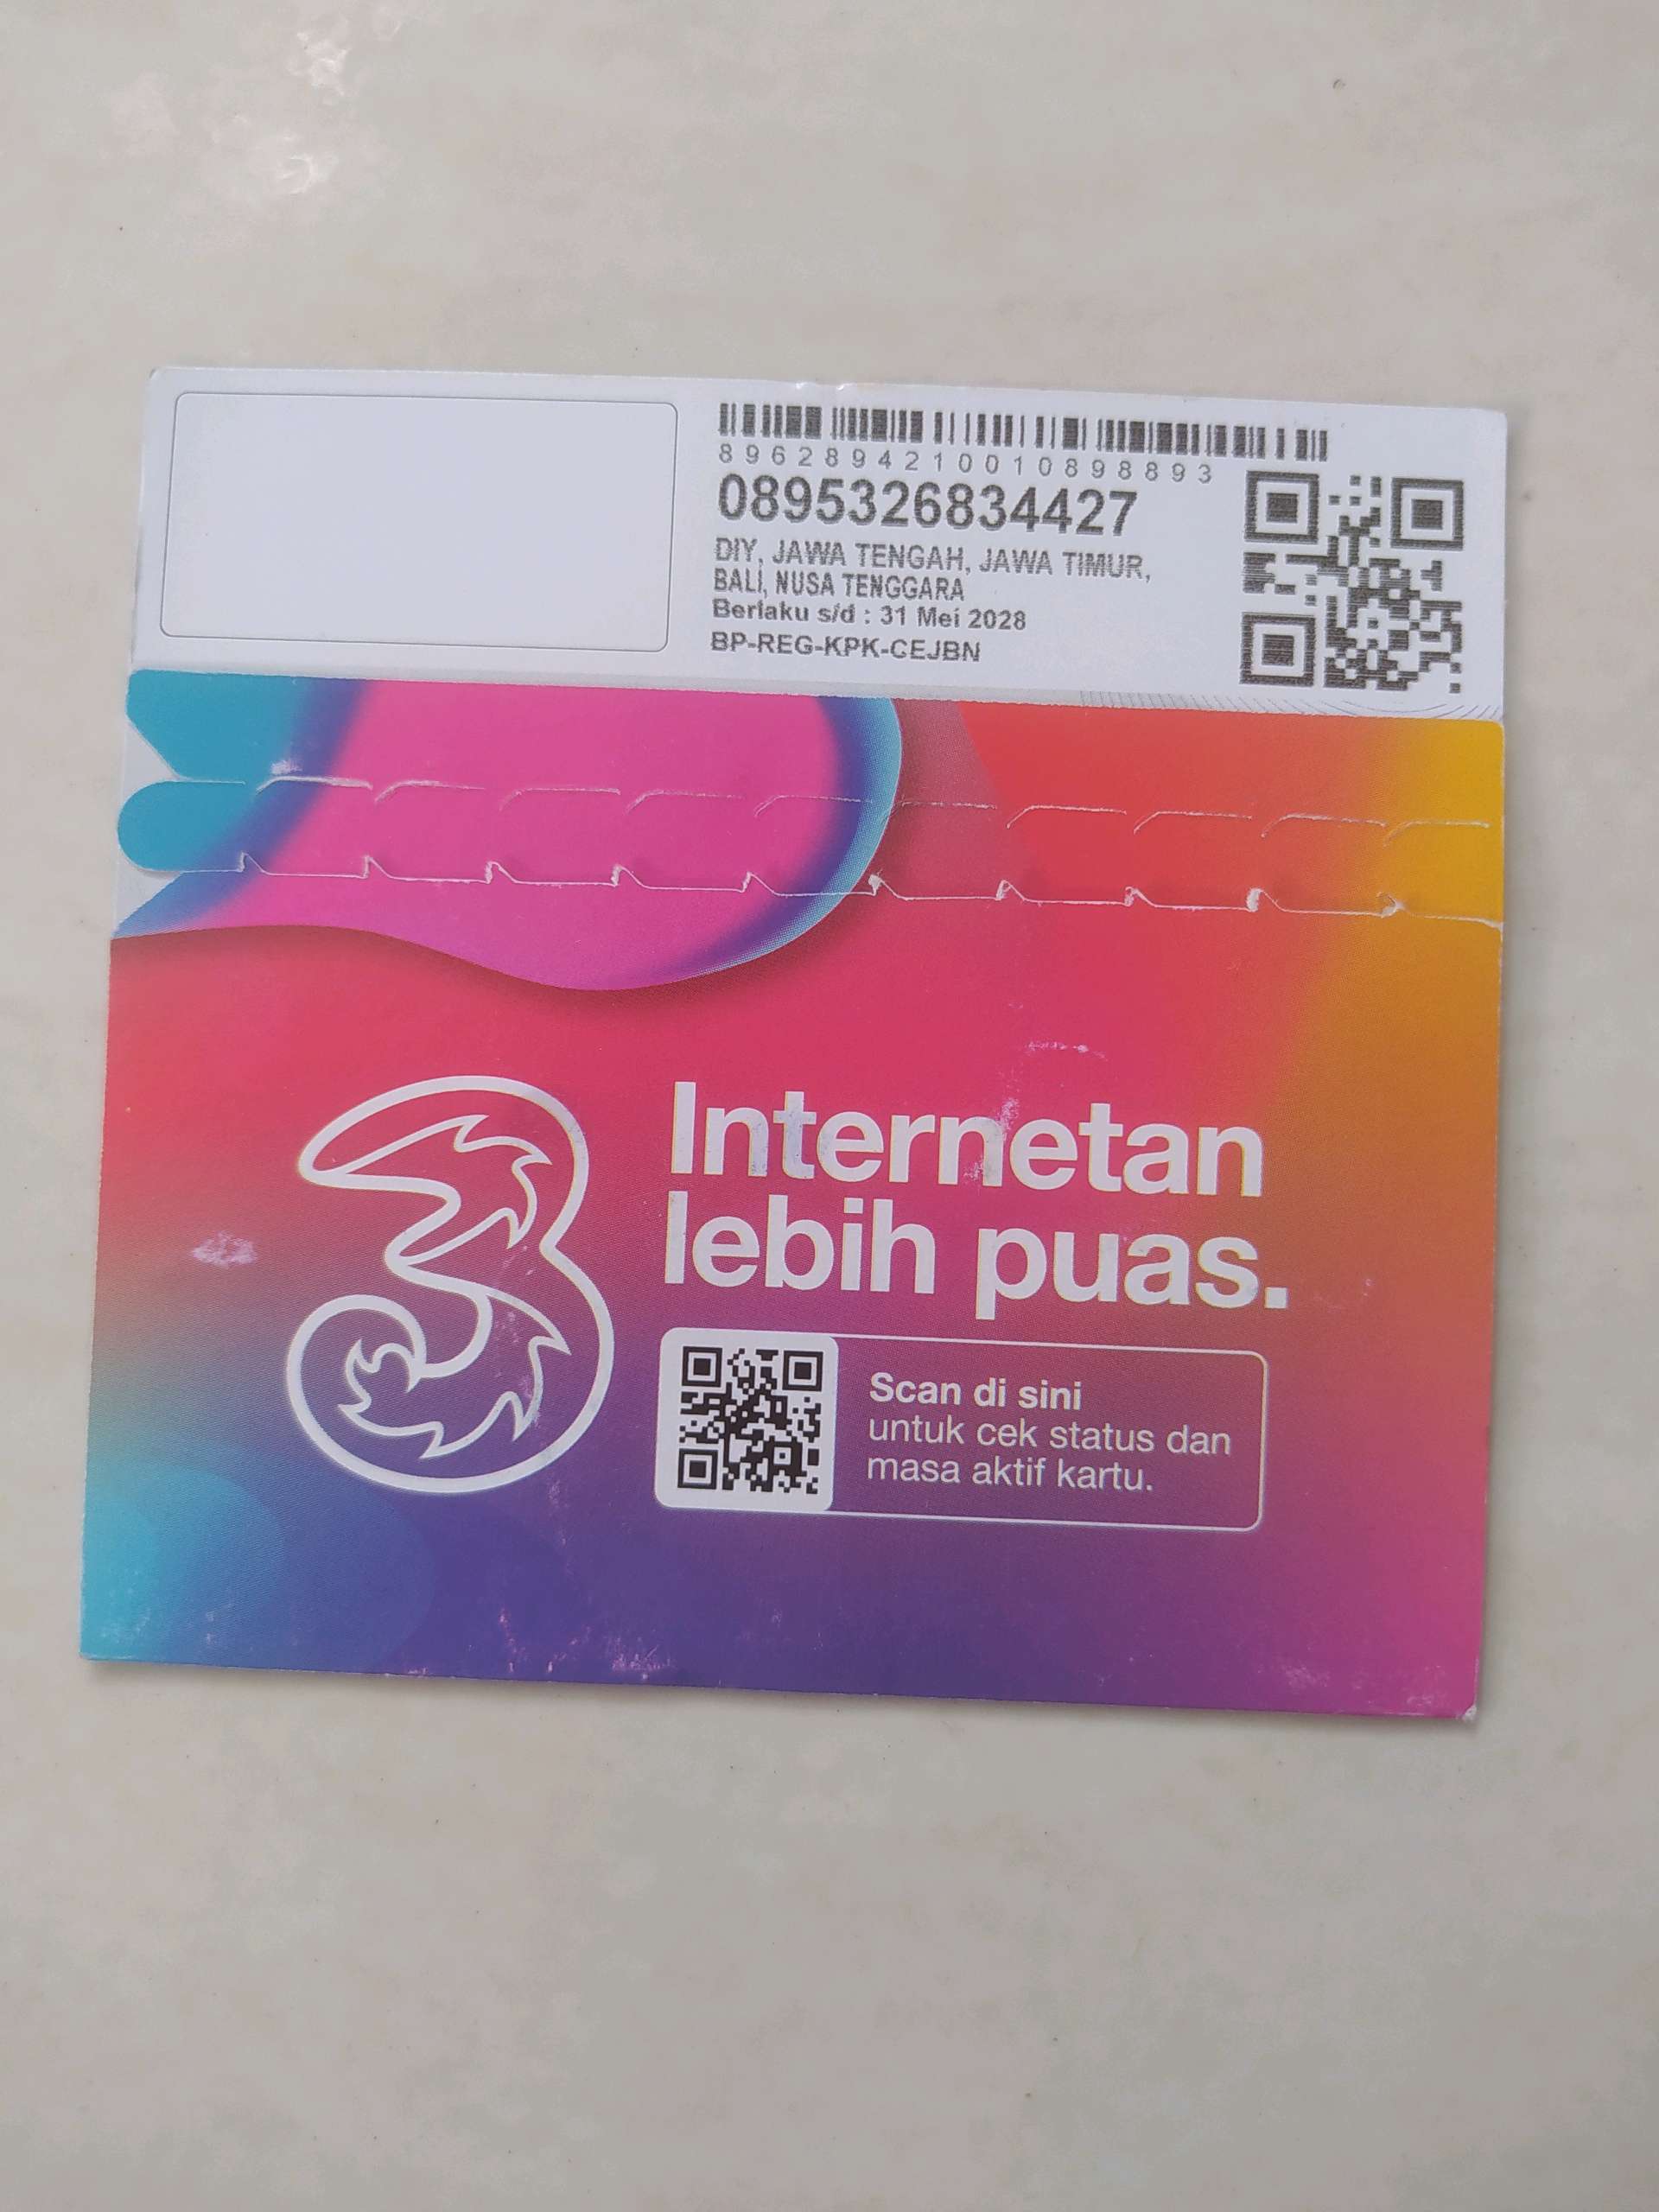 8962894210010898893
0895326834427
DIY, JAWA TENGAH, JAWA TIMUR,
BALI, NUSA TENGGARA
Berlaku s/d : 31 Mei 2028
BP-REG-KPK-CEJBN
3
Internetan
lebih puas.
Scan di sini
untuk cek status dan
masa aktif kartu.